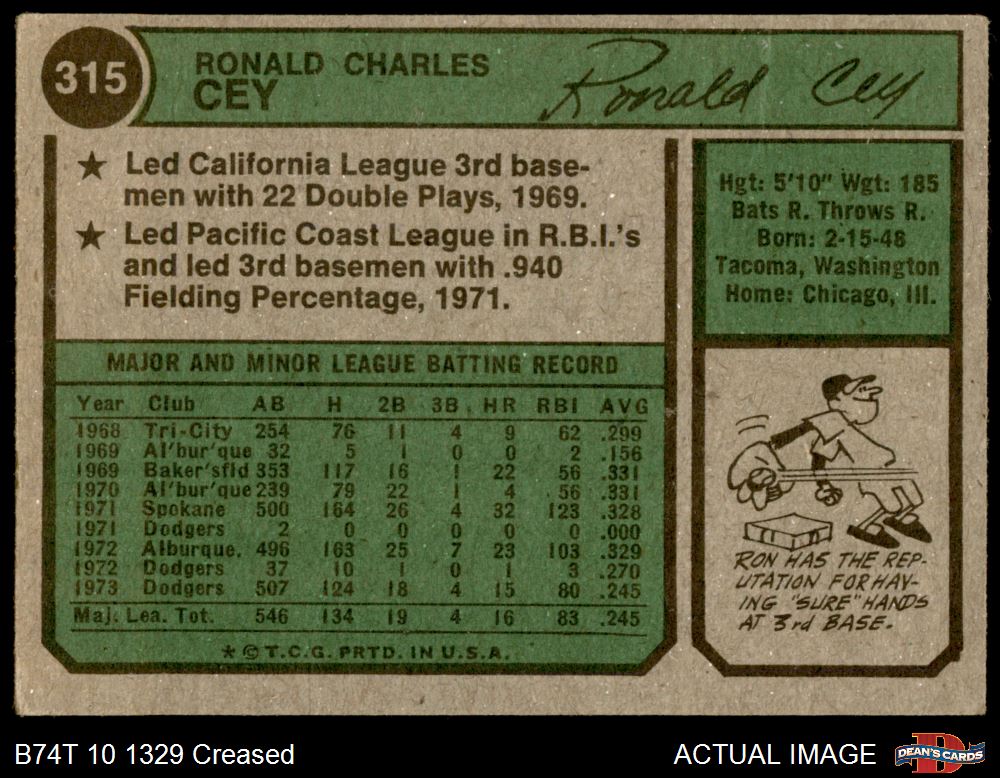 315
RONALD CHARLES
CEY
Ronald Cey
★ Led California League 3rd base-
men with 22 Double Plays, 1969.
★ Led Pacific Coast League in R.B.I.'s
and led 3rd basemen with .940
Fielding Percentage, 1971.
Hgt: 5'10" Wgt: 185
Bats R. Throws R.
Born: 2-15-48
Tacoma, Washington
Home: Chicago, Ill.
MAJOR AND MINOR LEAGUE BATTING RECORD
Year Club AB H 2B 3B HR RBI AVG
1968 Tri-City 254 76 11 4 9 62 .299
1969 Al'bur'que 32 5 1 0 0 2 .156
1969 Baker'sfld 353 117 16 1 22 56 .331
1970 Al'bur'que 239 79 22 1 4 56 .331
1971 Spokane 500 164 26 4 32 123 .328
1971 Dodgers 2 0 0 0 0 0 .000
1972 Alburque. 496 163 25 7 23 103 .329
1972 Dodgers 37 10 1 0 1 3 .270
1973 Dodgers 507 124 18 4 15 80 .245
Maj. Lea. Tot. 546 134 19 4 16 83 .245
* © T.C.G. PRTD. IN U.S.A.
RON HAS THE REP-
UTATION FOR HAV-
ING "SURE" HANDS
AT 3rd BASE.
B74T 10 1329 Creased
ACTUAL IMAGE
DEAN'S CARDS